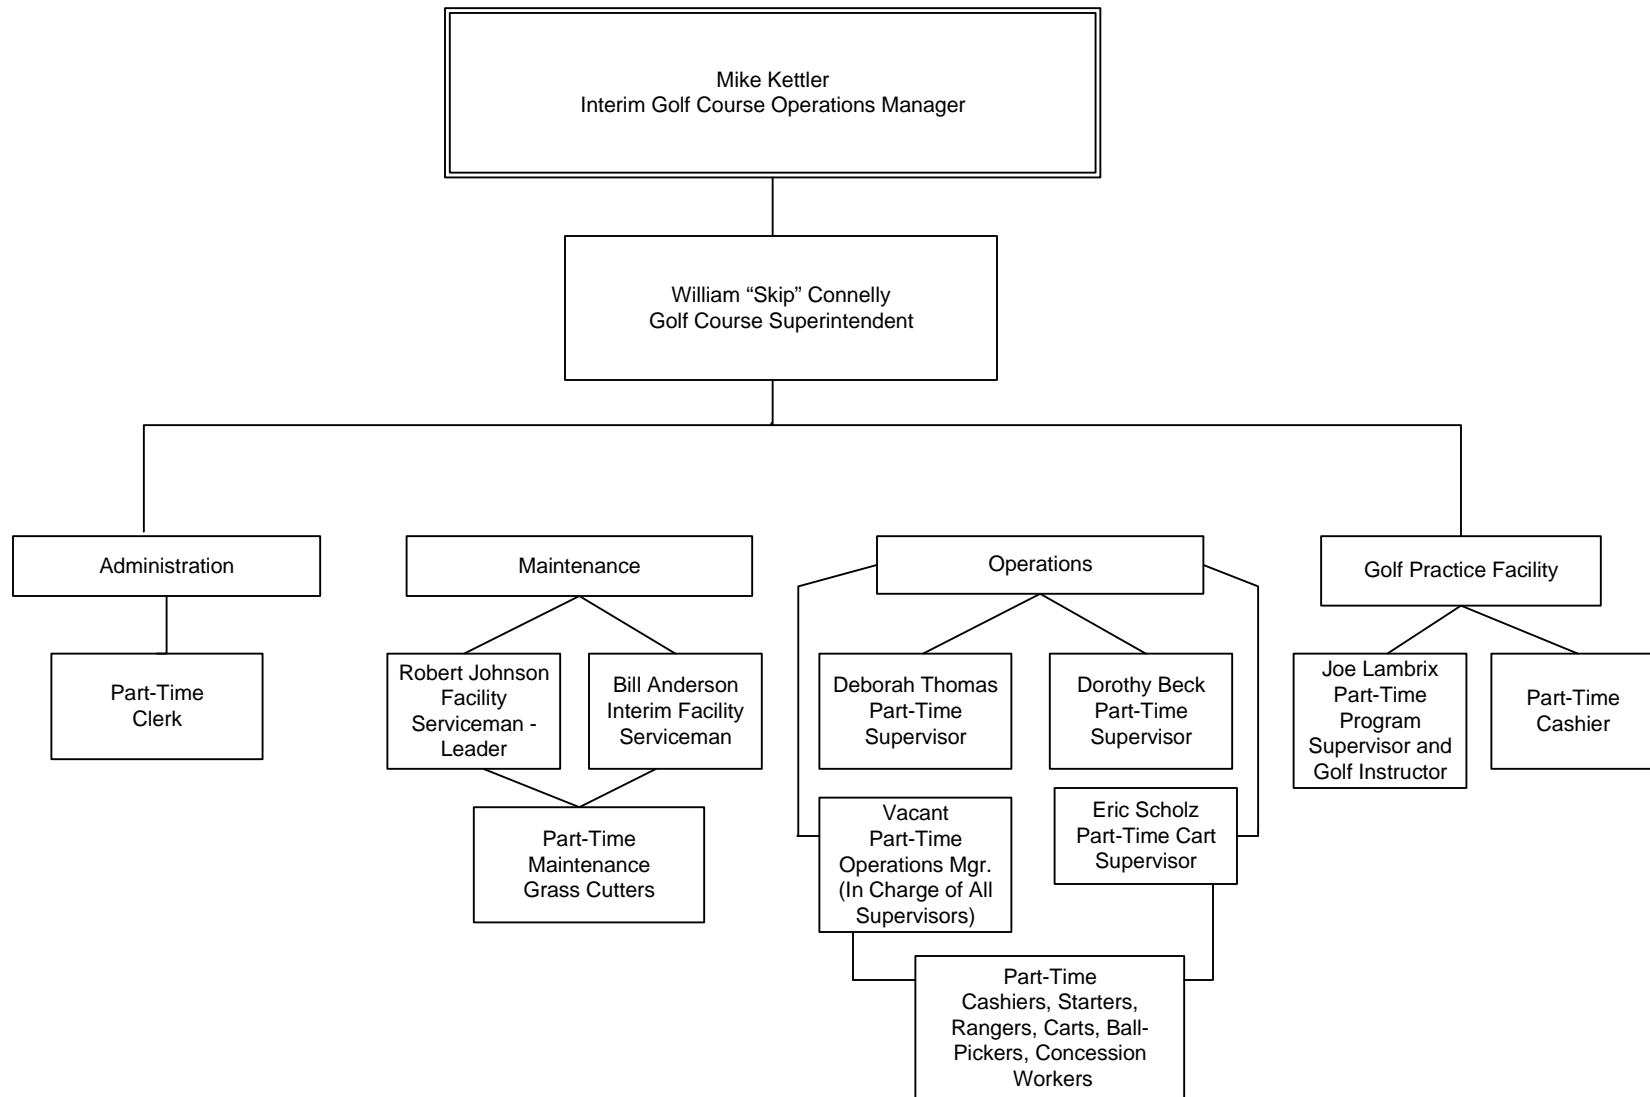 Mike Kettler
Interim Golf Course Operations Manager
William “Skip” Connelly
Golf Course Superintendent
Administration
Maintenance
Operations
Golf Practice Facility
Part-Time
Clerk
Robert Johnson
Facility
Serviceman -
Leader
Bill Anderson
Interim Facility
Serviceman
Deborah Thomas
Part-Time
Supervisor
Dorothy Beck
Part-Time
Supervisor
Joe Lambrix
Part-Time
Program
Supervisor and
Golf Instructor
Part-Time
Cashier
Part-Time
Maintenance
Grass Cutters
Vacant
Part-Time
Operations Mgr.
(In Charge of All
Supervisors)
Eric Scholz
Part-Time Cart
Supervisor
Part-Time
Cashiers, Starters,
Rangers, Carts, Ball-
Pickers, Concession
Workers